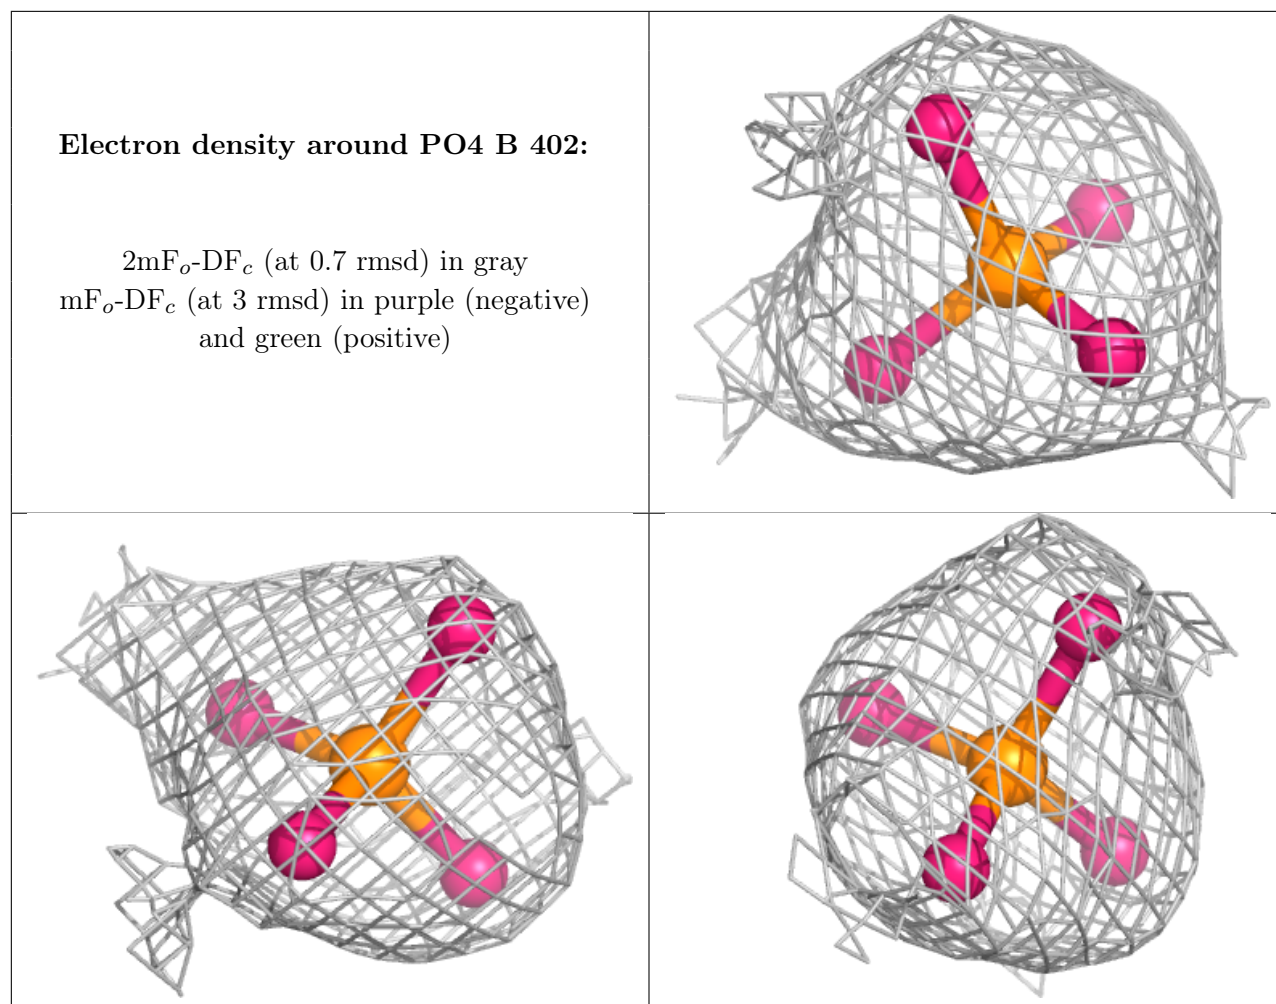 Electron density around PO4 B 402:
2mFo-DFc (at 0.7 rmsd) in gray
mFo-DFc (at 3 rmsd) in purple (negative)
and green (positive)